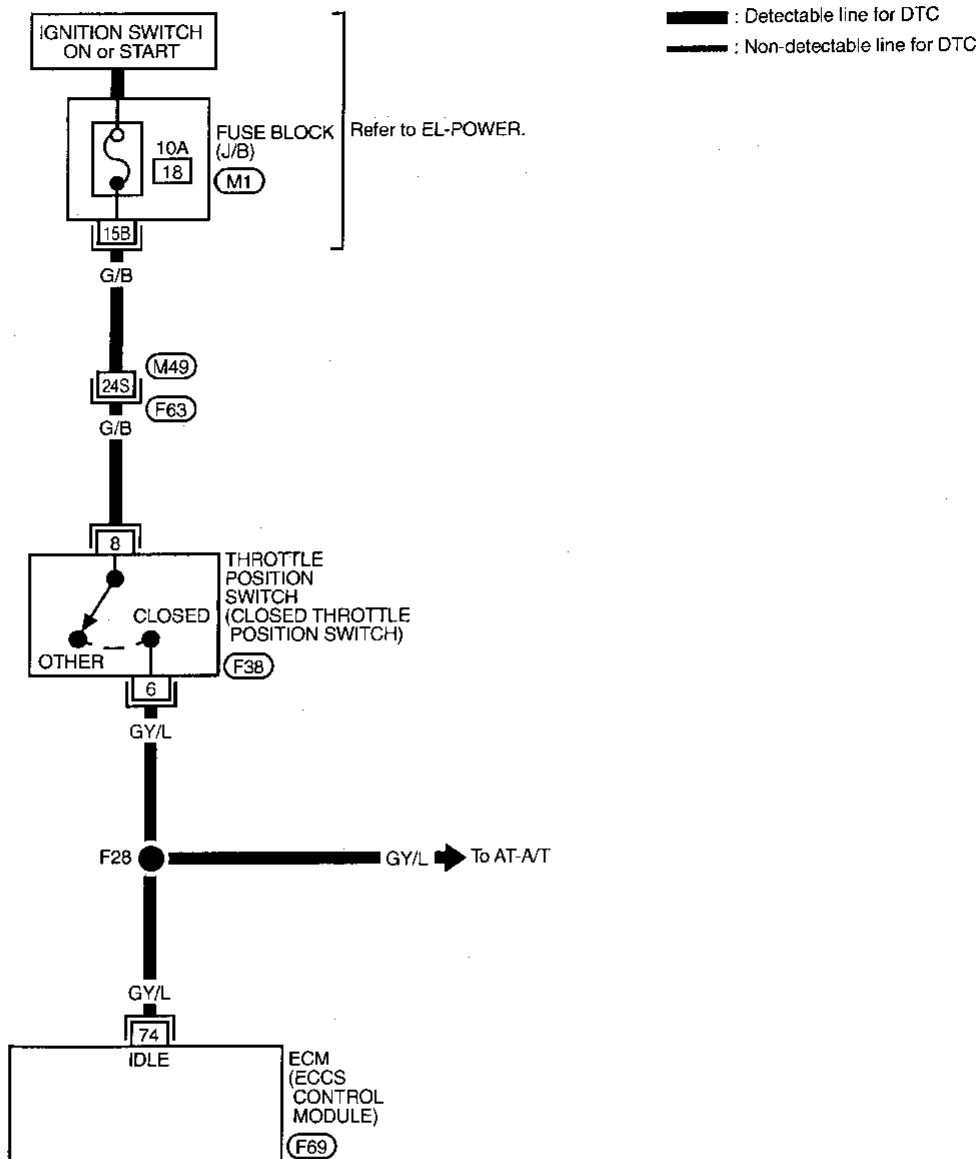 IGNITION SWITCH
ON or START
: Detectable line for DTC
: Non-detectable line for DTC
FUSE BLOCK
(J/B)
Refer to EL-POWER.
10A
18
M1
15B
G/B
M49
24S
F63
G/B
8
THROTTLE
POSITION
SWITCH
(CLOSED THROTTLE
POSITION SWITCH)
CLOSED
OTHER
F38
6
GY/L
F28
GY/L
To AT-A/T
GY/L
74
IDLE
ECM
(ECCS
CONTROL
MODULE)
F69